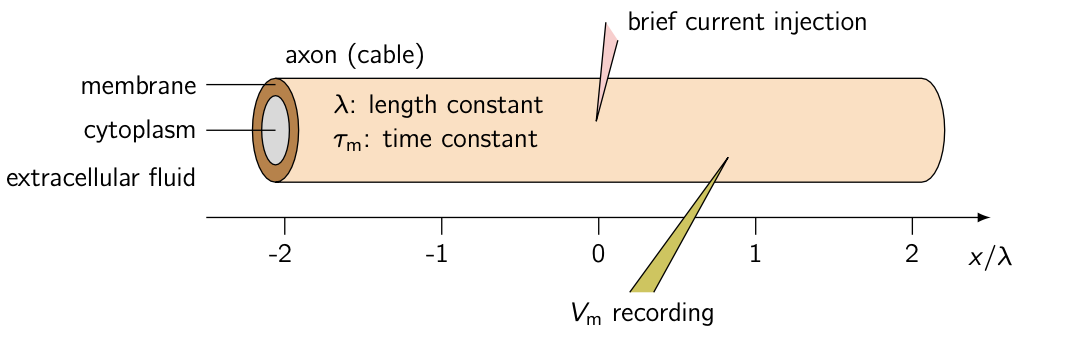 brief current injection
axon (cable)
membrane
λ: length constant
cytoplasm
τm: time constant
extracellular fluid
-2 -1 0 1 2 x/λ
Vm recording